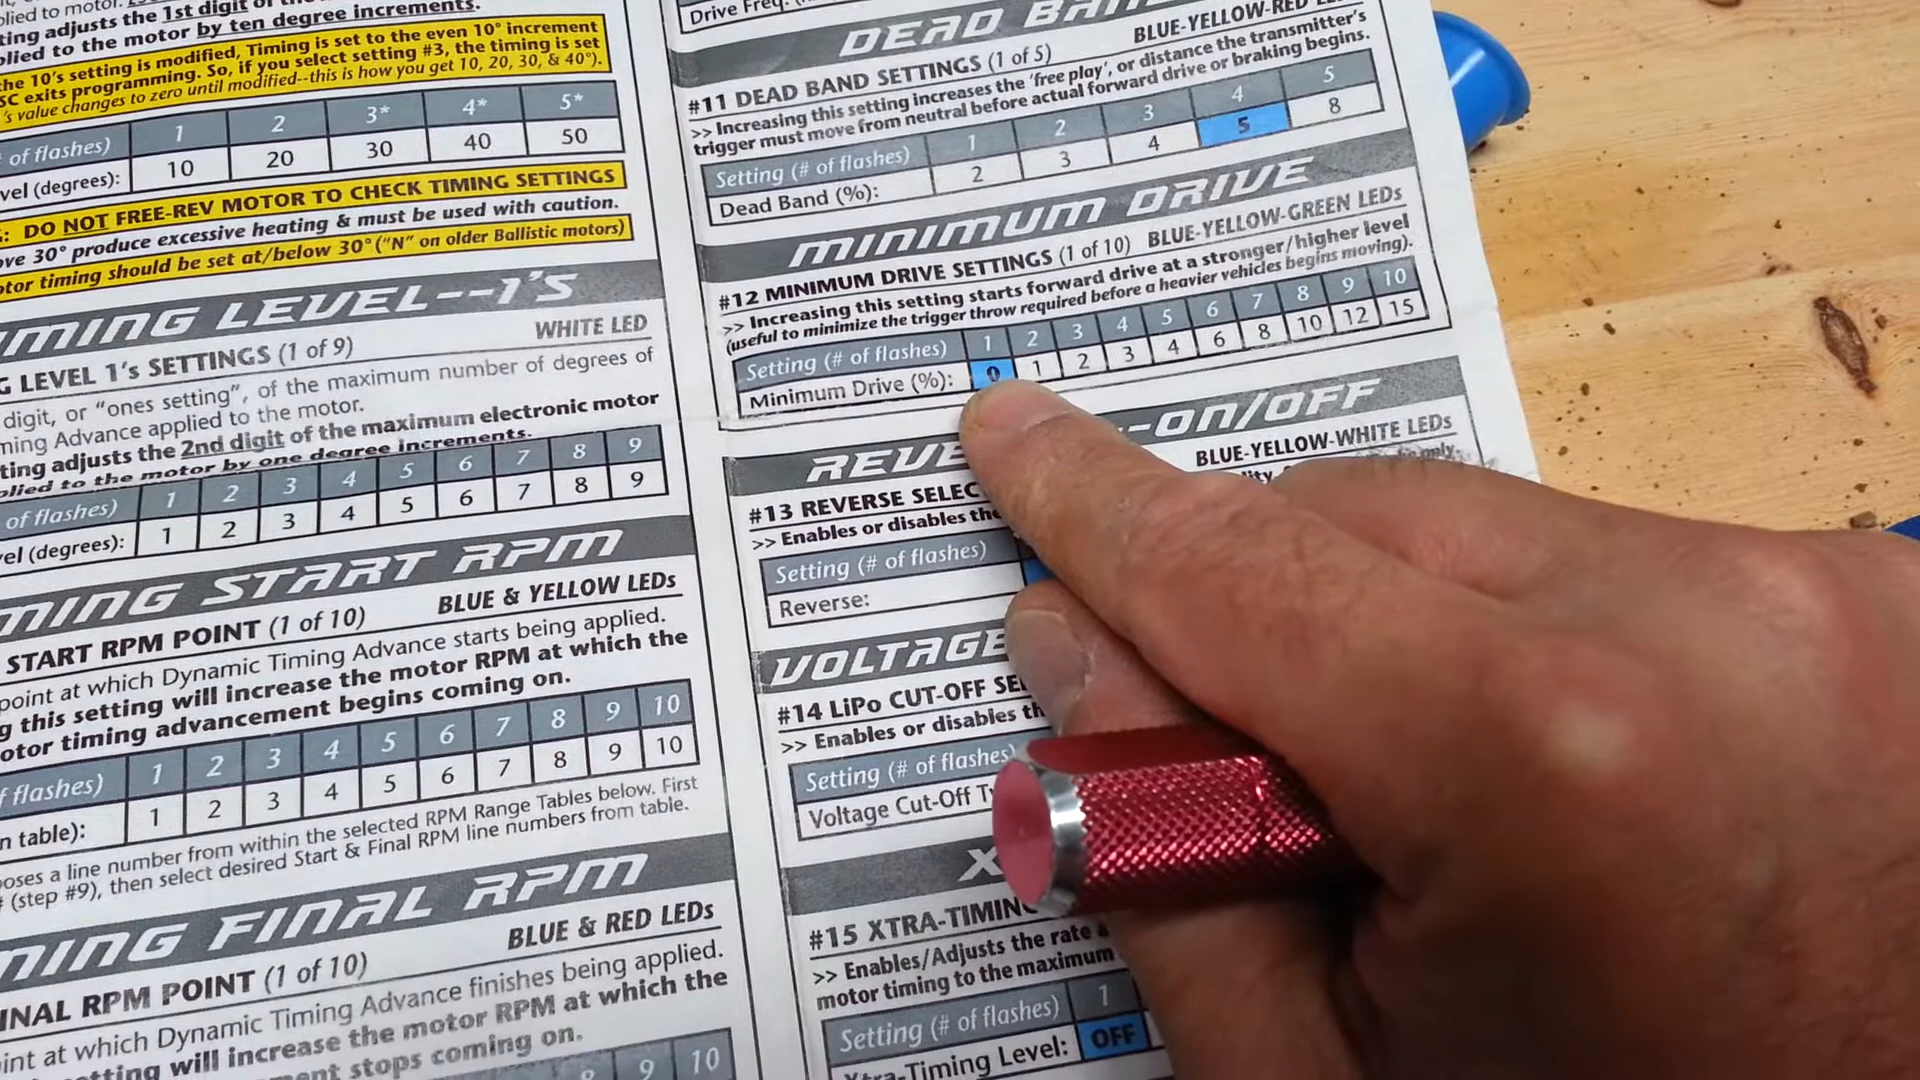 plied to motor.
ting adjusts the 1st digit of
plied to the motor by ten degree increments.
the 10's setting is modified, Timing is set to the even 10° increment
SC exits programming. So, if you select setting #3, the timing is set
's value changes to zero until modified--this is how you get 10, 20, 30, & 40°).
of flashes) 1 2 3* 4* 5*
vel (degrees): 10 20 30 40 50
: DO NOT FREE-REV MOTOR TO CHECK TIMING SETTINGS
ve 30° produce excessive heating & must be used with caution.
otor timing should be set at/below 30° ("N" on older Ballistic motors)
MING LEVEL--1'S
WHITE LED
G LEVEL 1's SETTINGS (1 of 9)
digit, or "ones setting", of the maximum number of degrees of
ming Advance applied to the motor.
ting adjusts the 2nd digit of the maximum electronic motor
plied to the motor by one degree increments.
of flashes) 1 2 3 4 5 6 7 8 9
vel (degrees): 1 2 3 4 5 6 7 8 9
MING START RPM
BLUE & YELLOW LEDs
START RPM POINT (1 of 10)
point at which Dynamic Timing Advance starts being applied.
g this setting will increase the motor RPM at which the
otor timing advancement begins coming on.
f flashes) 1 2 3 4 5 6 7 8 9 10
n table): 1 2 3 4 5 6 7 8 9 10
oses a line number from within the selected RPM Range Tables below. First
(step #9), then select desired Start & Final RPM line numbers from table.
MING FINAL RPM
BLUE & RED LEDs
INAL RPM POINT (1 of 10)
int at which Dynamic Timing Advance finishes being applied.
etting will increase the motor RPM at which the
ment stops coming on.
8 9 10
Drive Freq.
DEAD BAN
BLUE-YELLOW-RED
#11 DEAD BAND SETTINGS (1 of 5)
>> Increasing this setting increases the 'free play', or distance the transmitter's
trigger must move from neutral before actual forward drive or braking begins.
Setting (# of flashes) 1 2 3 4 5
Dead Band (%): 2 3 4 5 8
MINIMUM DRIVE
BLUE-YELLOW-GREEN LEDs
#12 MINIMUM DRIVE SETTINGS (1 of 10)
>> Increasing this setting starts forward drive at a stronger/higher level
(useful to minimize the trigger throw required before a heavier vehicles begins moving).
Setting (# of flashes) 1 2 3 4 5 6 7 8 9 10
Minimum Drive (%): 0 1 2 3 4 6 8 10 12 15
REVE -ON/OFF
BLUE-YELLOW-WHITE LEDs
#13 REVERSE SELEC
>> Enables or disables the only.
Setting (# of flashes)
Reverse:
VOLTAGE
#14 LiPo CUT-OFF SE
>> Enables or disables th
Setting (# of flashes)
Voltage Cut-Off T
X
#15 XTRA-TIMING
>> Enables/Adjusts the rate a
motor timing to the maximum
Setting (# of flashes) 1
Xtra-Timing Level: OFF